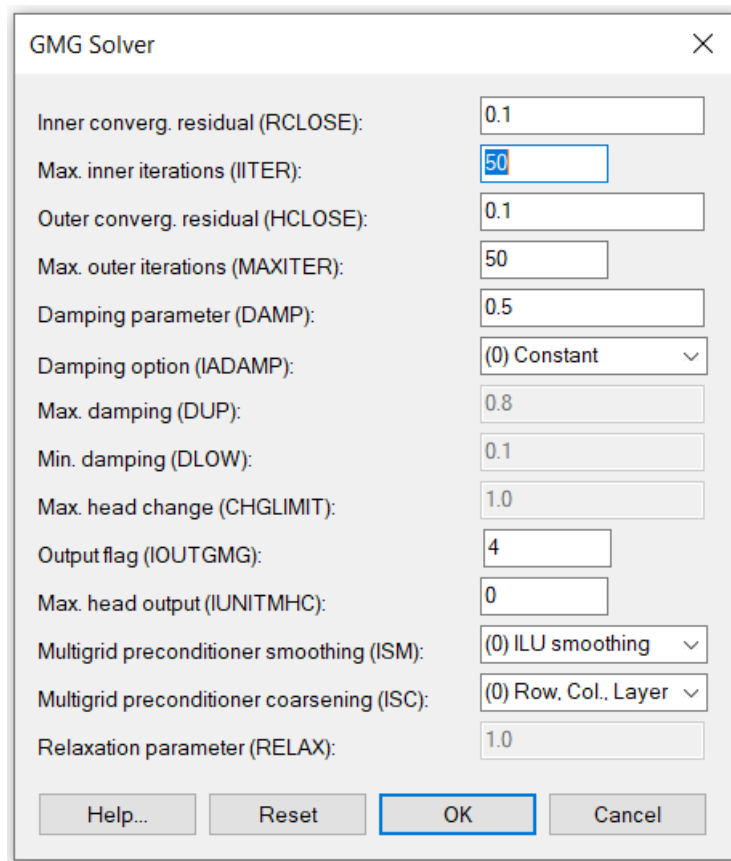 GMG Solver
Inner converg. residual (RCLOSE): 0.1
Max. inner iterations (IITER): 50
Outer converg. residual (HCLOSE): 0.1
Max. outer iterations (MAXITER): 50
Damping parameter (DAMP): 0.5
Damping option (IADAMP): (0) Constant
Max. damping (DUP): 0.8
Min. damping (DLOW): 0.1
Max. head change (CHGLIMIT): 1.0
Output flag (IOUTGMG): 4
Max. head output (IUNITMHC): 0
Multigrid preconditioner smoothing (ISM): (0) ILU smoothing
Multigrid preconditioner coarsening (ISC): (0) Row, Col., Layer
Relaxation parameter (RELAX): 1.0
Help... Reset OK Cancel